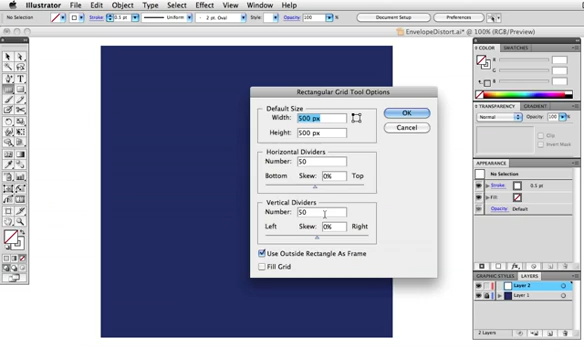 Illustrator File Edit Object Type Select Effect View Window Help
No Selection Stroke: 0.5 pt Uniform 2 pt. Oval Style: Opacity: 100 % Document Setup Preferences
EnvelopeDistort.ai* @ 100% (RGB/Preview)
Rectangular Grid Tool Options
Default Size
Width: 500 px
Height: 500 px
OK
Cancel
Horizontal Dividers
Number: 50
Bottom Skew: 0% Top
Vertical Dividers
Number: 50
Left Skew: 0% Right
Use Outside Rectangle As Frame
Fill Grid
COLOR SWATCHES
R
G
B
TRANSPARENCY GRADIENT
Normal Opacity: 100 %
Clip
Invert Mask
APPEARANCE
No Selection
Stroke: 0.5 pt
Fill:
Opacity: Default
GRAPHIC STYLES LAYERS
Layer 2
Layer 1
2 Layers